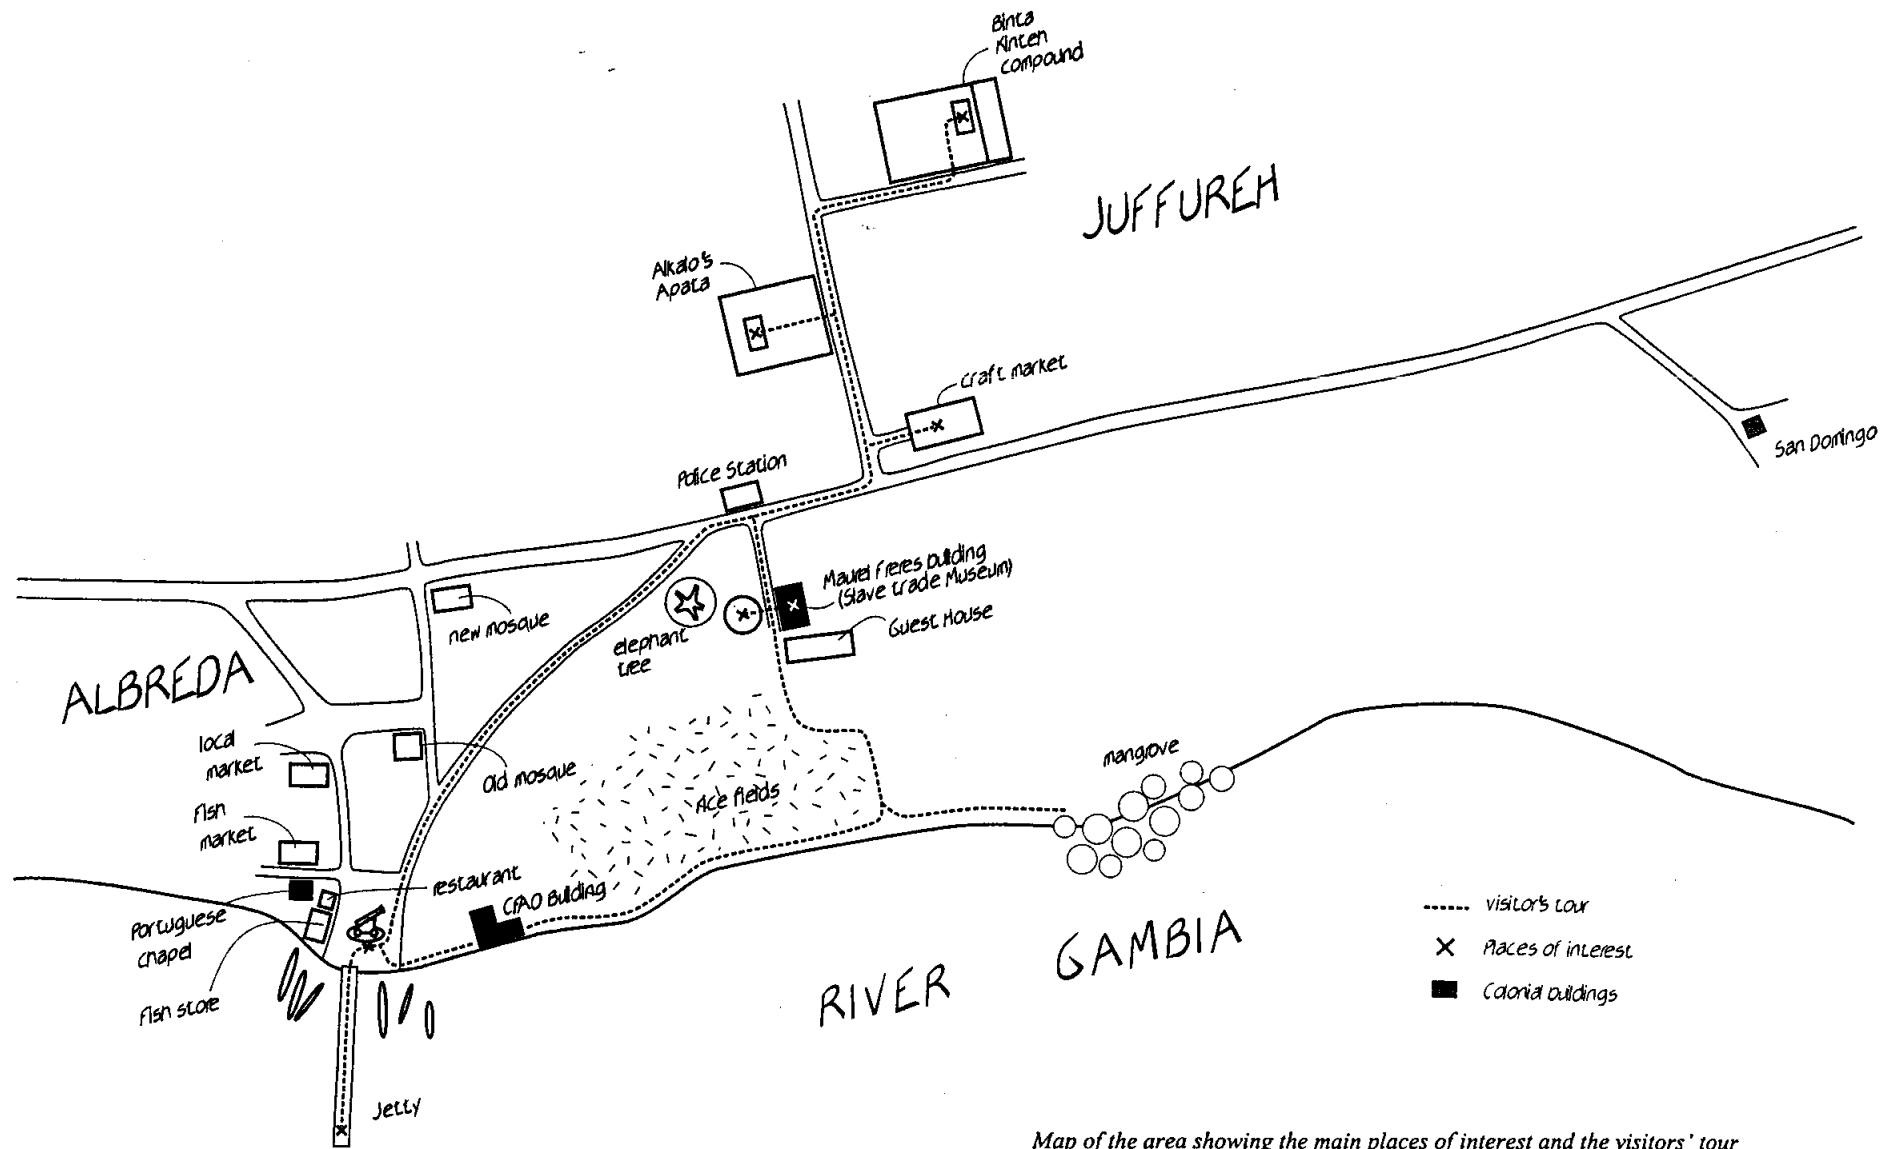 Binta
Kinten
compound
JUFFUREH
Alkalo's
Apata
craft market
Police Station
San Domingo
Maurel Freres building
(Slave trade Museum)
Guest House
new mosque
elephant
tree
ALBREDA
local
market
Old mosque
Rice fields
mangrove
Fish
market
restaurant
CFAO Building
Portuguese
chapel
Fish store
visitor's tour
Places of interest
Colonial buildings
RIVER GAMBIA
Jetty
Map of the area showing the main places of interest and the visitors' tour